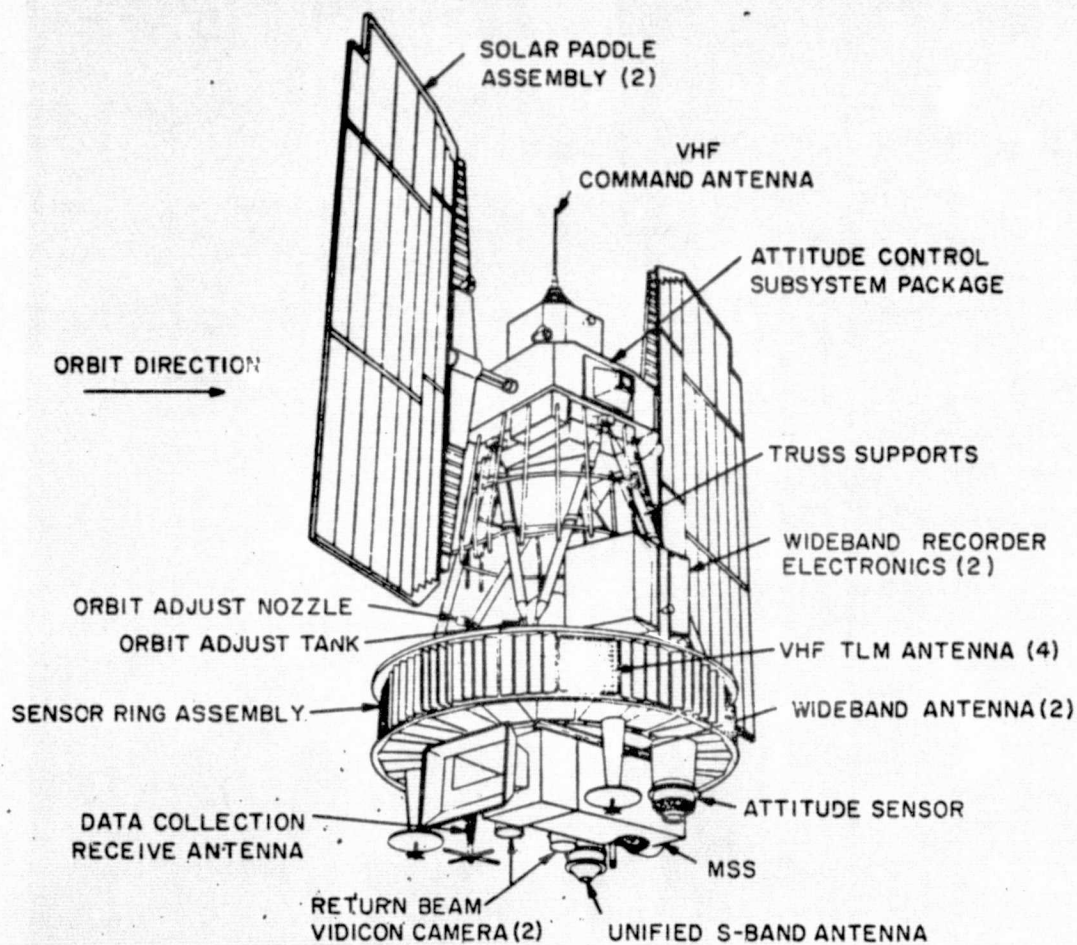 SOLAR PADDLE
ASSEMBLY (2)
VHF
COMMAND ANTENNA
ATTITUDE CONTROL
SUBSYSTEM PACKAGE
ORBIT DIRECTION
TRUSS SUPPORTS
WIDEBAND RECORDER
ELECTRONICS (2)
ORBIT ADJUST NOZZLE
ORBIT ADJUST TANK
VHF TLM ANTENNA (4)
SENSOR RING ASSEMBLY
WIDEBAND ANTENNA (2)
ATTITUDE SENSOR
DATA COLLECTION
RECEIVE ANTENNA
MSS
RETURN BEAM
VIDICON CAMERA (2)
UNIFIED S-BAND ANTENNA